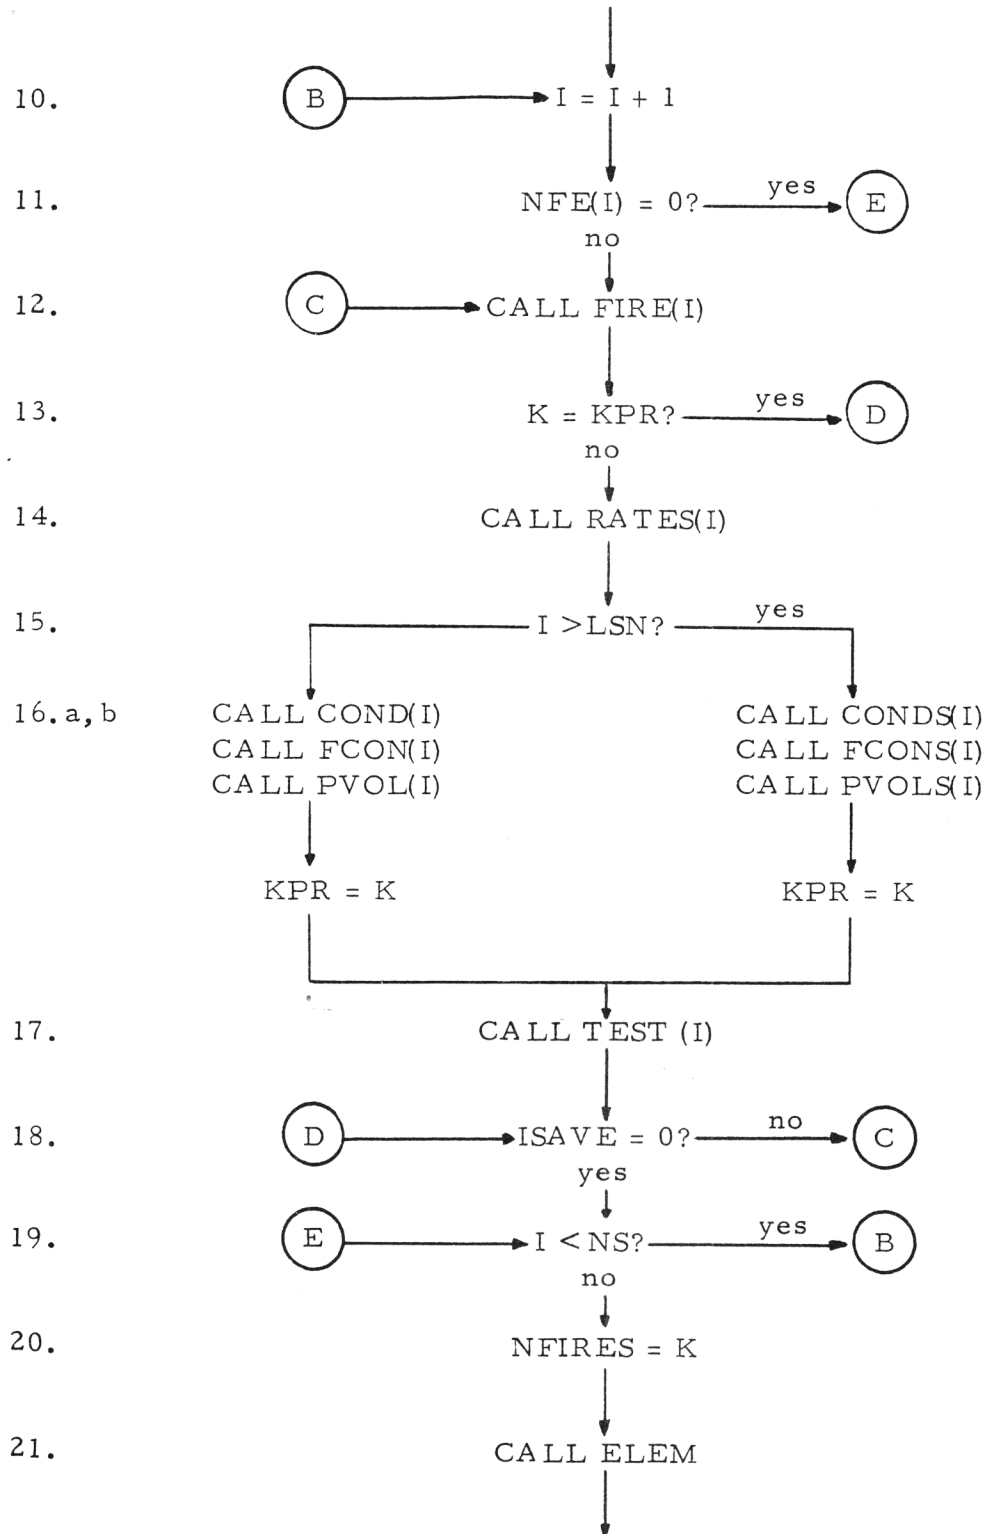 10. B I = I + 1
11. NFE(I) = 0? yes E
no
12. C CALL FIRE(I)
13. K = KPR? yes D
no
14. CALL RATES(I)
15. I > LSN? yes
16.a,b CALL COND(I) CALL CONDS(I)
CALL FCON(I) CALL FCONS(I)
CALL PVOL(I) CALL PVOLS(I)
KPR = K KPR = K
17. CALL TEST (I)
18. D ISAVE = 0? no C
yes
19. E I < NS? yes B
no
20. NFIRES = K
21. CALL ELEM